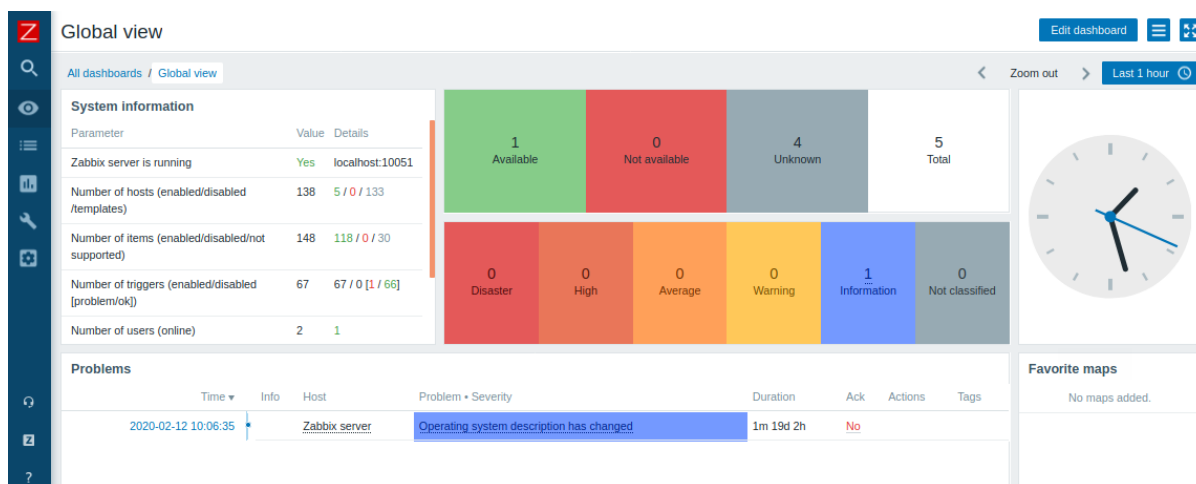 Z
Global view
Edit dashboard
All dashboards / Global view
Zoom out
Last 1 hour
System information
Parameter Value Details
Zabbix server is running Yes localhost:10051
Number of hosts (enabled/disabled
/templates) 138 5 / 0 / 133
Number of items (enabled/disabled/not
supported) 148 118 / 0 / 30
Number of triggers (enabled/disabled
[problem/ok]) 67 67 / 0 [1 / 66]
Number of users (online) 2 1
1
Available
0
Not available
4
Unknown
5
Total
0
Disaster
0
High
0
Average
0
Warning
1
Information
0
Not classified
Problems
Time Info Host Problem • Severity Duration Ack Actions Tags
2020-02-12 10:06:35 Zabbix server Operating system description has changed 1m 19d 2h No
Favorite maps
No maps added.
Z
?